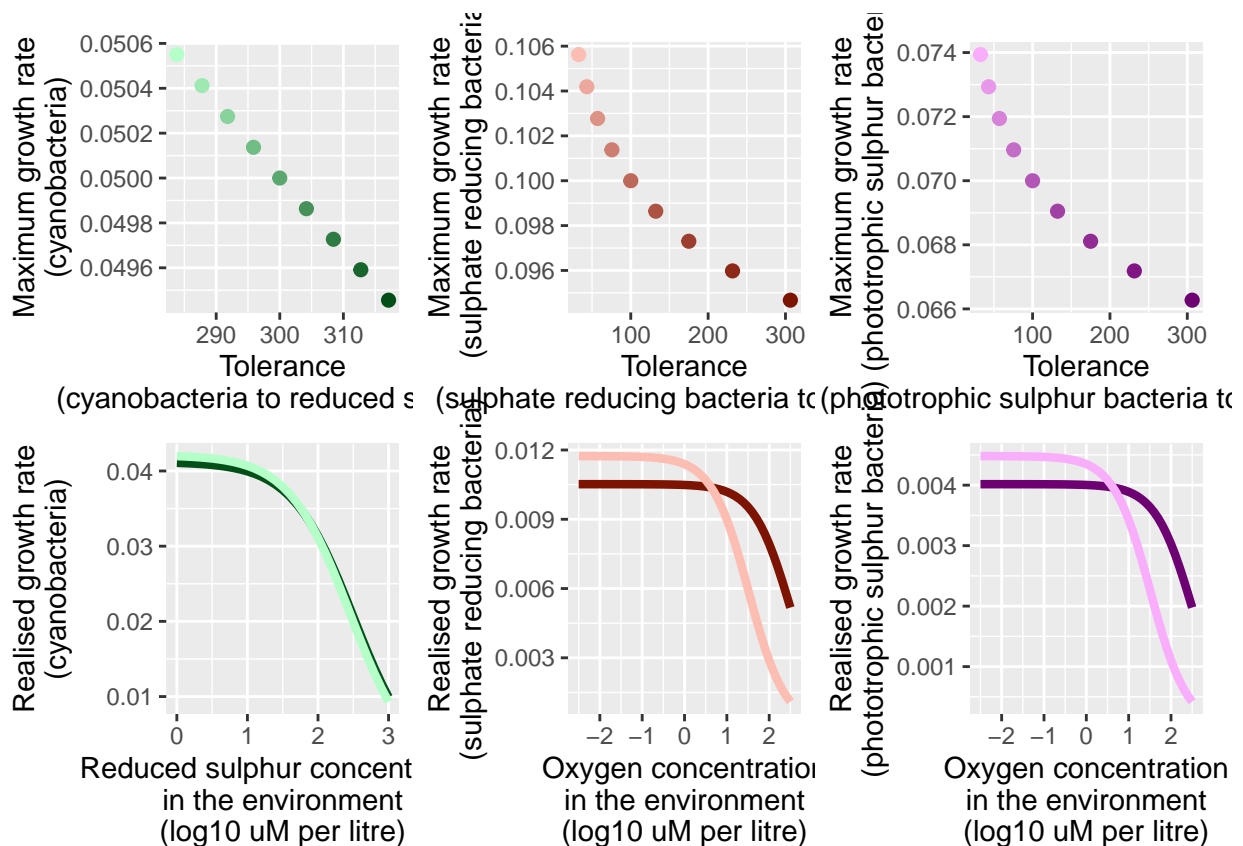 Maximum growth rate
(cyanobacteria)
0.0506
0.0504
0.0502
0.0500
0.0498
0.0496
290
300
310
Tolerance
(cyanobacteria to reduced s
Maximum growth rate
(sulphate reducing bacteria)
0.106
0.104
0.102
0.100
0.098
0.096
100
200
300
Tolerance
(sulphate reducing bacteria to
Maximum growth rate
(phototrophic sulphur bacter
0.074
0.072
0.070
0.068
0.066
100
200
300
Tolerance
(phototrophic sulphur bacteria to
Realised growth rate
(cyanobacteria)
0.04
0.03
0.02
0.01
0
1
2
3
Reduced sulphur concent
in the environment
(log10 uM per litre)
Realised growth rate
(sulphate reducing bacteria)
0.012
0.009
0.006
0.003
−2
−1
0
1
2
Oxygen concentration
in the environment
(log10 uM per litre)
Realised growth rate
(phototrophic sulphur bacteria)
0.004
0.003
0.002
0.001
−2
−1
0
1
2
Oxygen concentration
in the environment
(log10 uM per litre)